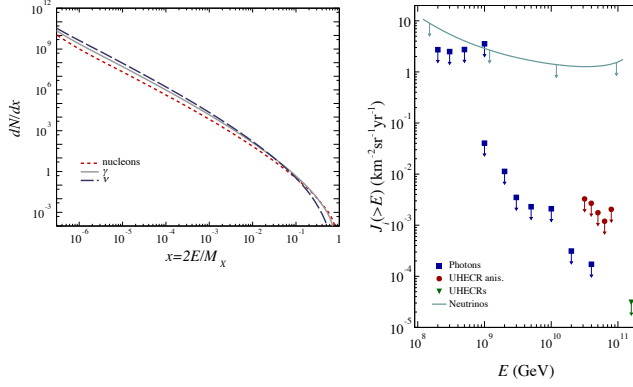 10^12
10^9
10^6
10^3
1
10^-3
dN/dx
nucleons
γ
ν
10^-6
10^-5
10^-4
10^-3
10^-2
10^-1
1
x=2E/M_X
10
1
10^-1
10^-2
10^-3
10^-4
10^-5
J_i(>E) (km^-2 sr^-1 yr^-1)
Photons
UHECR anis.
UHECRs
Neutrinos
10^8
10^9
10^10
10^11
E (GeV)